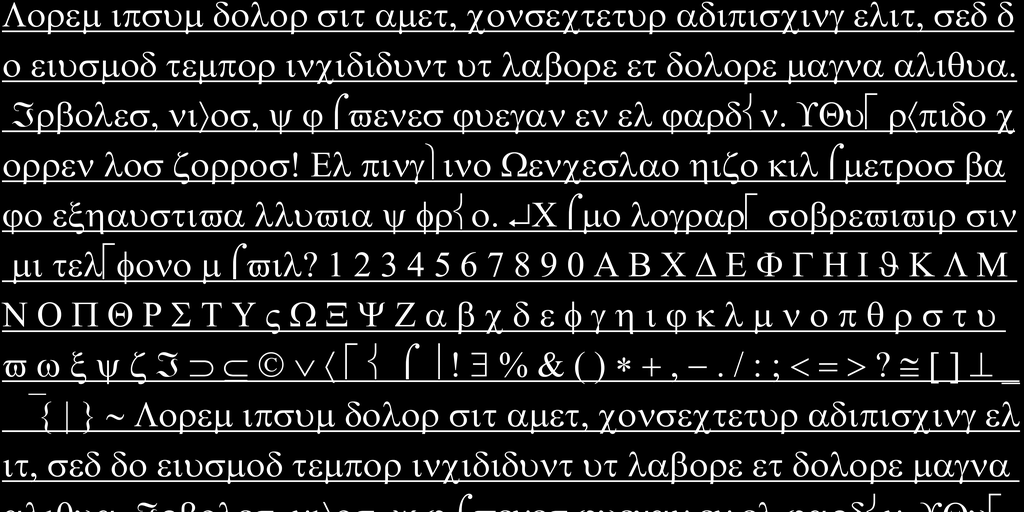 Λορεμ ιπσυμ δολορ σιτ αμετ, χονσεχτετυρ αδιπισχινγ ελιτ, σεδ δ
ο ειυσμοδ τεμπορ ινχιδιδυντ υτ λαβορε ετ δολορε μαγνα αλιθυα.
ℑρβολεσ, νι〉οσ, ψ φ⌠ϖενεσ φυεγαν εν ελ φαρδ⎨ν. ϒΘυ⎡ ρ〈πιδο χ
ορρεν λοσ ζορροσ! Ελ πινγ⎫ινο Ωενχεσλαο ηιζο κιλ⌠μετροσ βα
φο εξηαυστιϖα λλυϖια ψ φρ⎨ο. ↵Χ⌠μο λογραρ⎡ σοβρεϖιϖιρ σιν
μι τελ⎡φονο μ⌠ϖιλ? 1 2 3 4 5 6 7 8 9 0 Α Β Χ Δ Ε Φ Γ Η Ι ϑ Κ Λ Μ
Ν Ο Π Θ Ρ Σ Τ Υ ς Ω Ξ Ψ Ζ α β χ δ ε φ γ η ι ϕ κ λ μ ν ο π θ ρ σ τ υ
ϖ ω ξ ψ ζ ℑ ⊃ ⊂ © ∨ 〈 ⎡ ⎨ ⌠ ⎢ ! ∃ % & ( ) ∗ + , − . / : ; < = > ? ≅ [ ] ⊥ _
‾ { | } ∼ Λορεμ ιπσυμ δολορ σιτ αμετ, χονσεχτετυρ αδιπισχινγ ελ
ιτ, σεδ δο ειυσμοδ τεμπορ ινχιδιδυντ υτ λαβορε ετ δολορε μαγνα